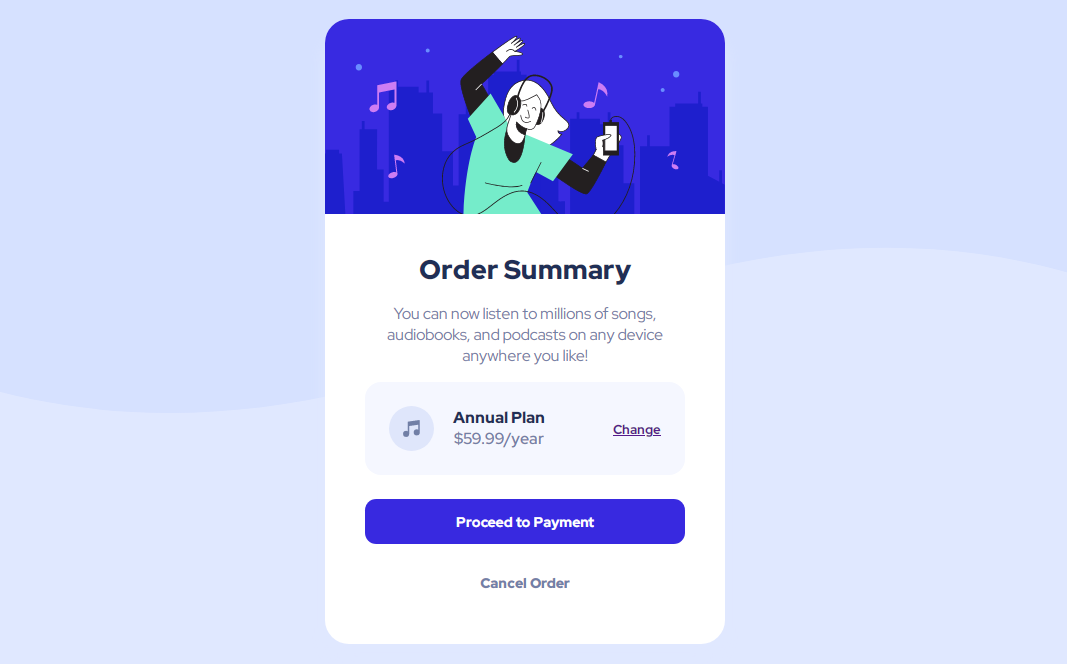 Order Summary
You can now listen to millions of songs,
audiobooks, and podcasts on any device
anywhere you like!
Annual Plan
$59.99/year
Change
Proceed to Payment
Cancel Order